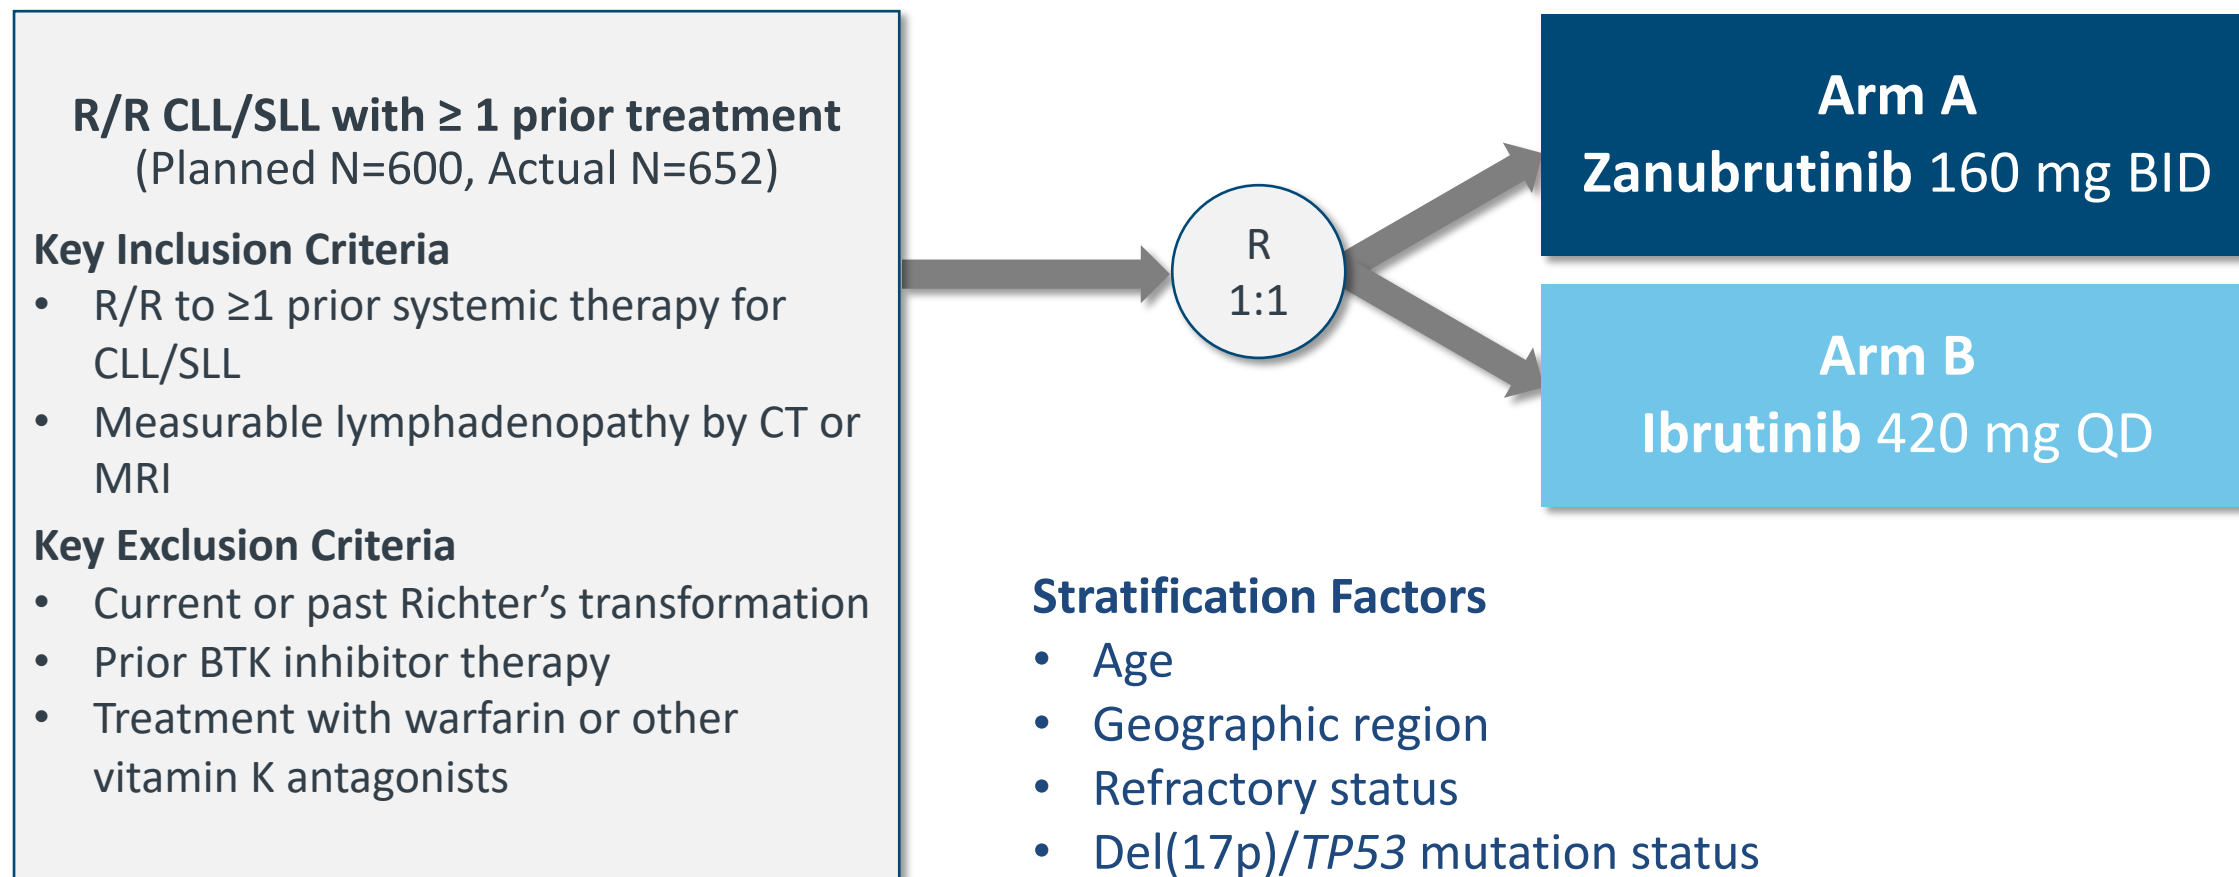 R/R CLL/SLL with ≥ 1 prior treatment
(Planned N=600, Actual N=652)
Key Inclusion Criteria
• R/R to ≥1 prior systemic therapy for
CLL/SLL
• Measurable lymphadenopathy by CT or
MRI
Key Exclusion Criteria
• Current or past Richter’s transformation
• Prior BTK inhibitor therapy
• Treatment with warfarin or other
vitamin K antagonists
R
1:1
Arm A
Zanubrutinib 160 mg BID
Arm B
Ibrutinib 420 mg QD
Stratification Factors
• Age
• Geographic region
• Refractory status
• Del(17p)/TP53 mutation status